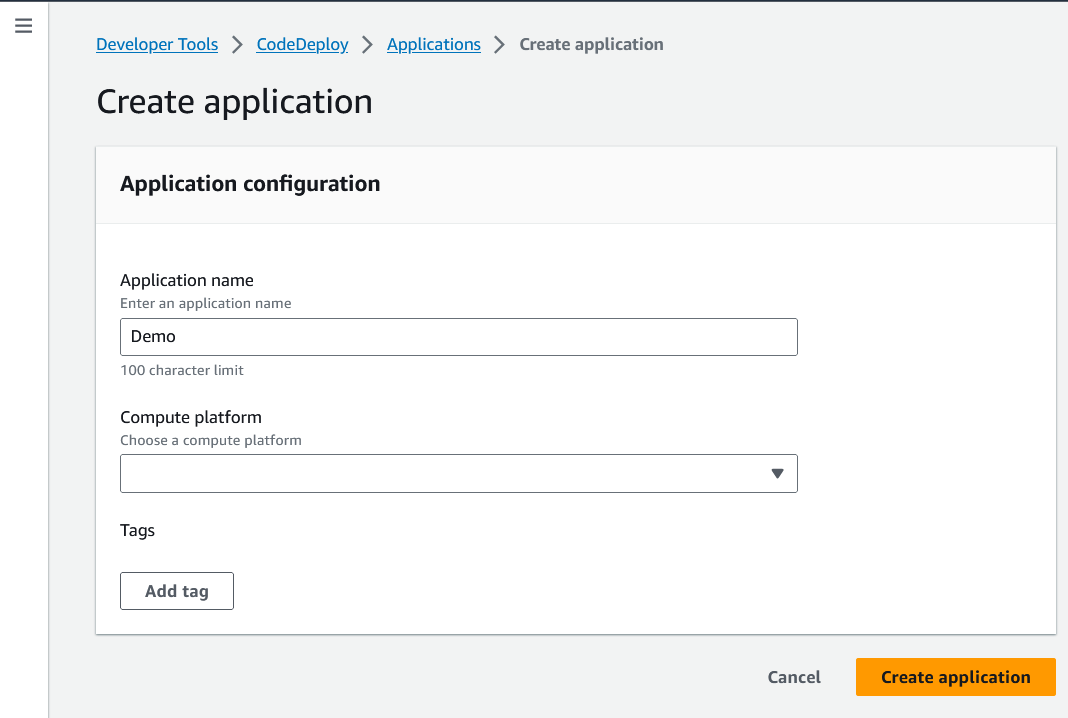 Developer Tools > CodeDeploy > Applications > Create application
Create application
Application configuration
Application name
Enter an application name
Demo
100 character limit
Compute platform
Choose a compute platform
Tags
Add tag
Cancel Create application